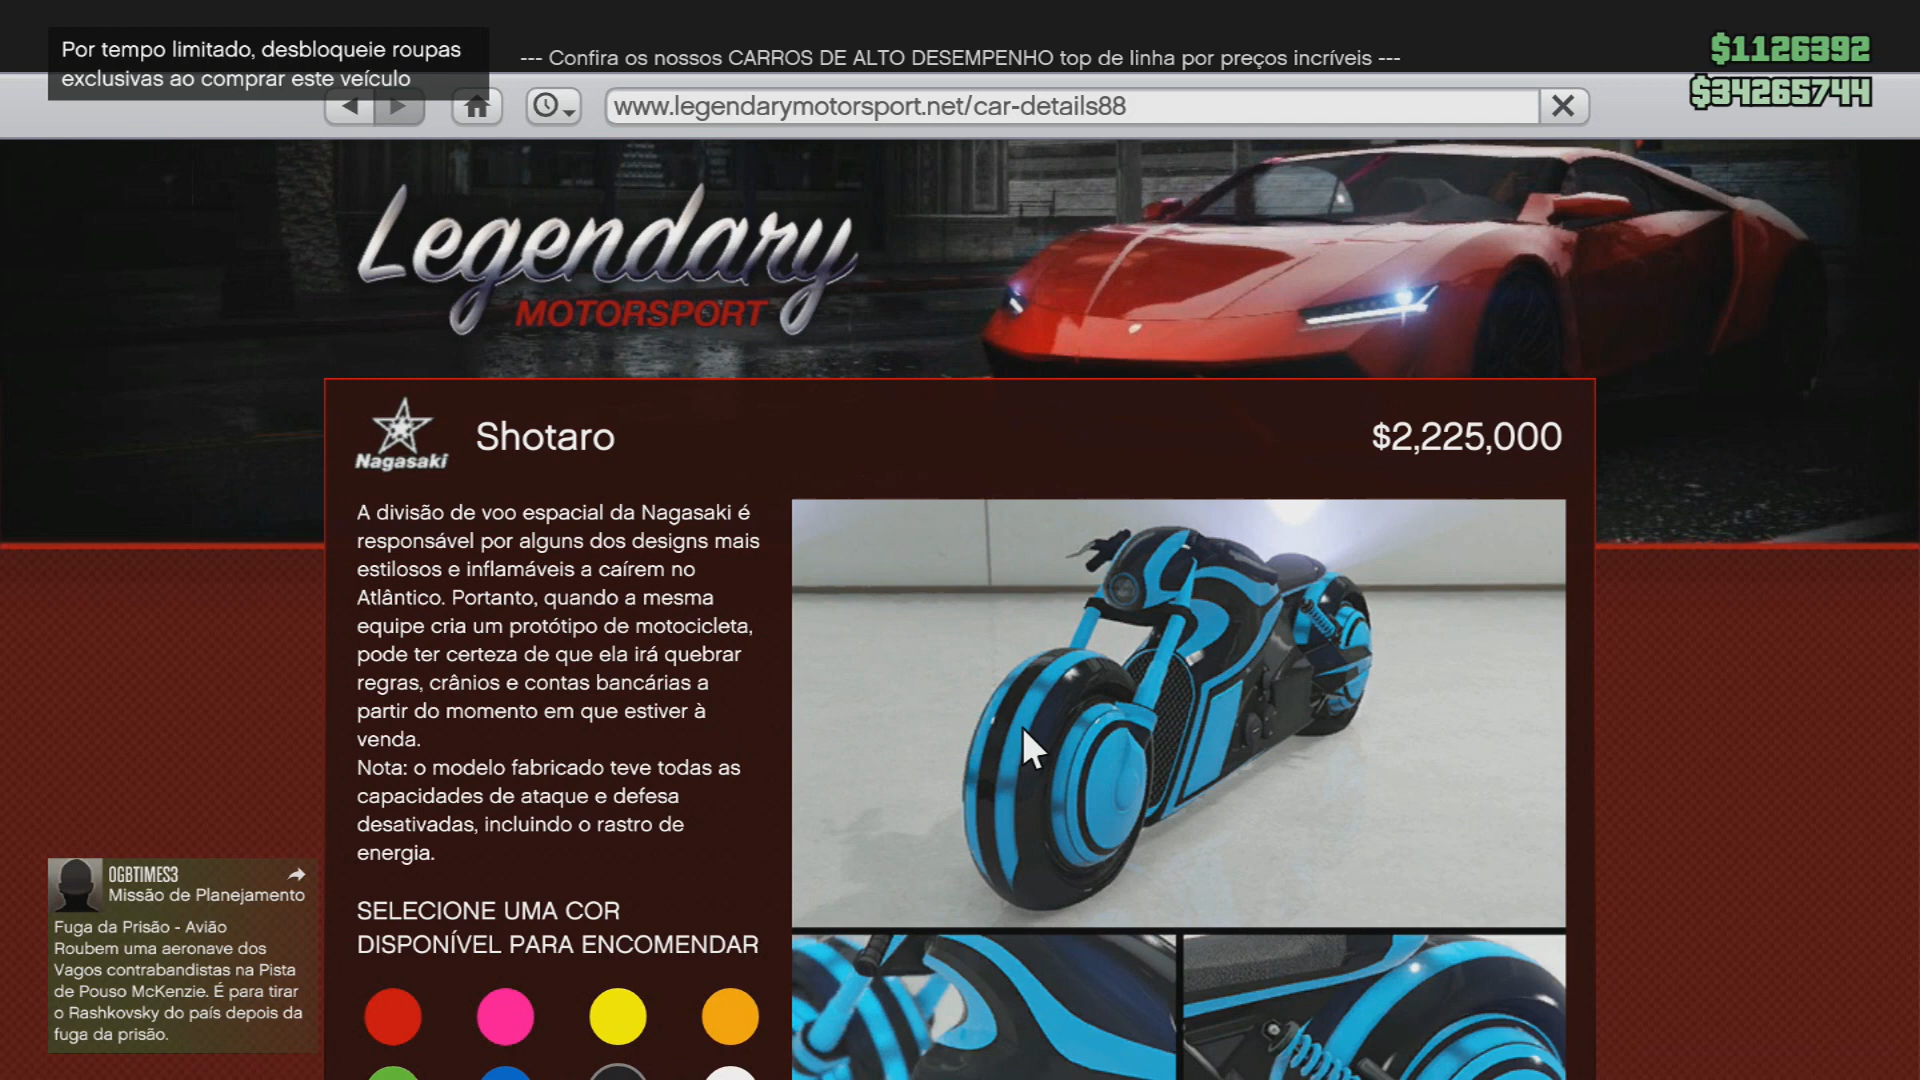 Por tempo limitado, desbloqueie roupas
exclusivas ao comprar este veículo
--- Confira os nossos CARROS DE ALTO DESEMPENHO top de linha por preços incríveis ---
$1126392
$34265744
www.legendarymotorsport.net/car-details88
Legendary
MOTORSPORT
Nagasaki
Shotaro
$2,225,000
A divisão de voo espacial da Nagasaki é
responsável por alguns dos designs mais
estilosos e inflamáveis a caírem no
Atlântico. Portanto, quando a mesma
equipe cria um protótipo de motocicleta,
pode ter certeza de que ela irá quebrar
regras, crânios e contas bancárias a
partir do momento em que estiver à
venda.
Nota: o modelo fabricado teve todas as
capacidades de ataque e defesa
desativadas, incluindo o rastro de
energia.
SELECIONE UMA COR
DISPONÍVEL PARA ENCOMENDAR
OGBTIMES3
Missão de Planejamento
Fuga da Prisão - Avião
Roubem uma aeronave dos
Vagos contrabandistas na Pista
de Pouso McKenzie. É para tirar
o Rashkovsky do país depois da
fuga da prisão.